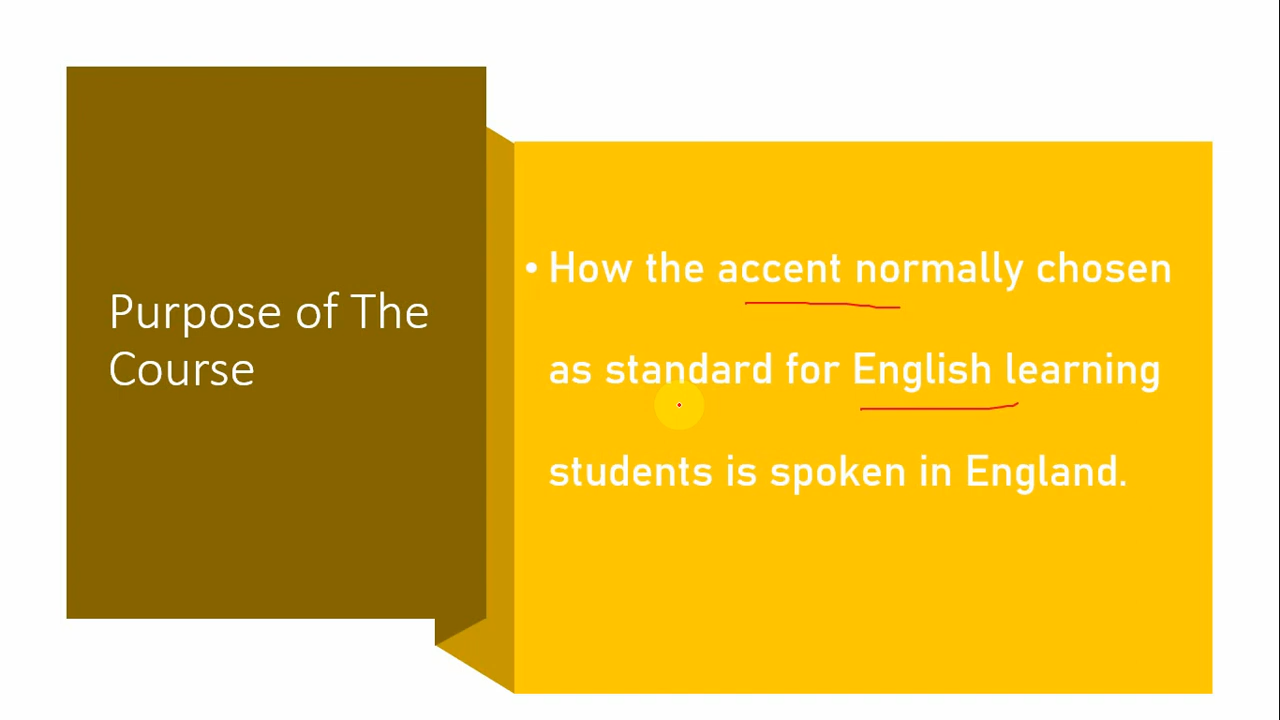 Purpose of The
Course
• How the accent normally chosen
as standard for English learning
students is spoken in England.